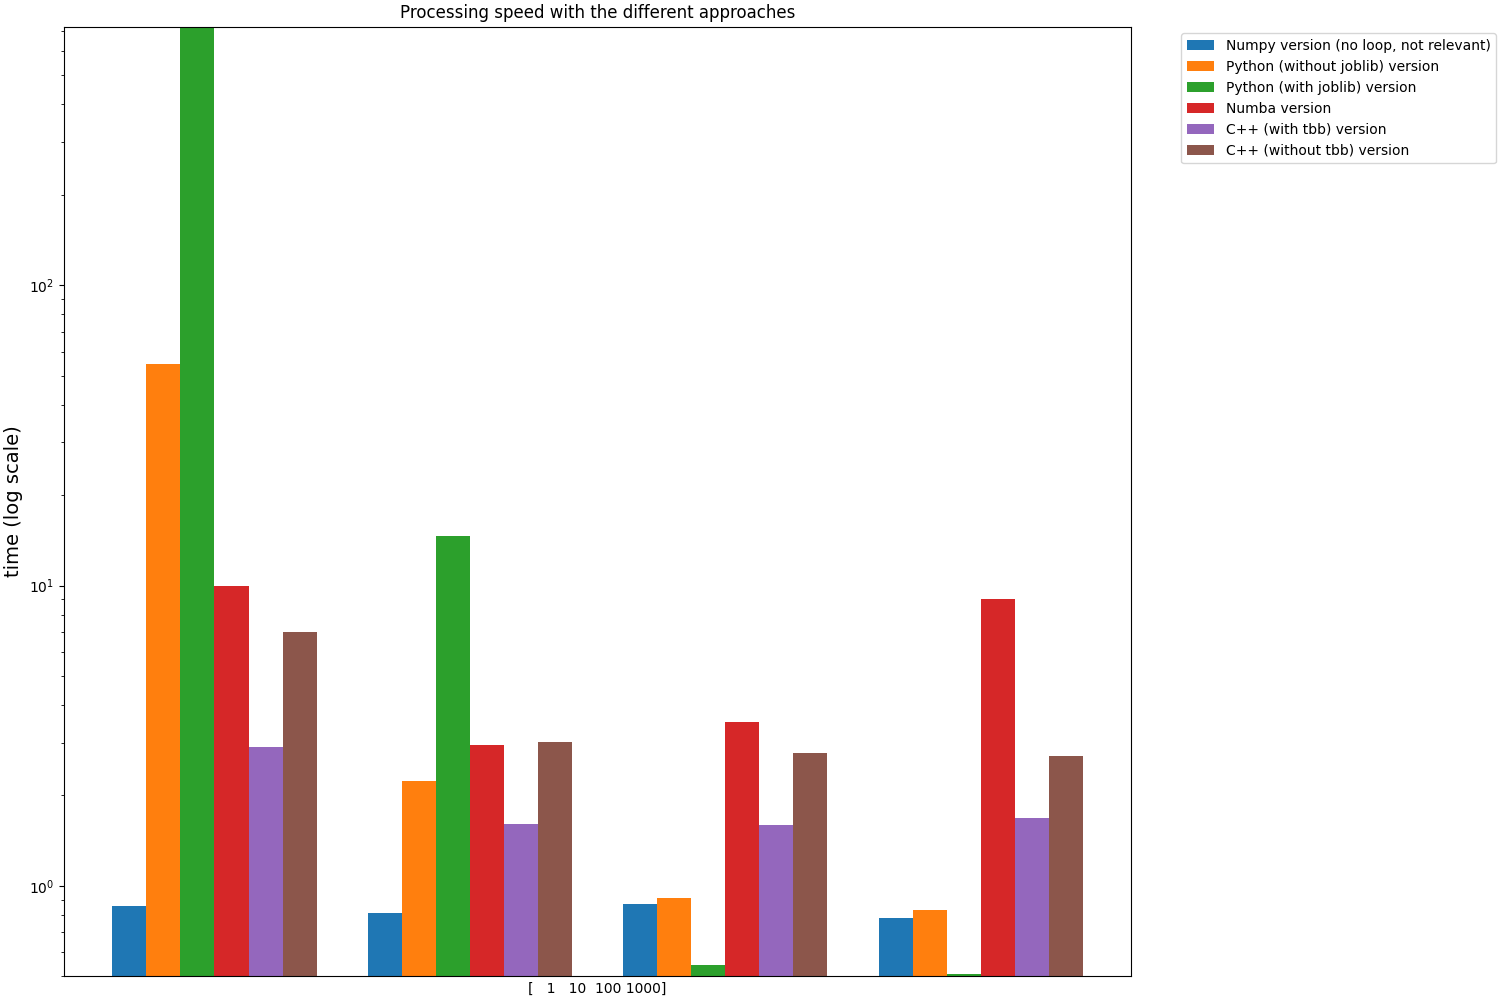 Processing speed with the different approaches
Numpy version (no loop, not relevant)
Python (without joblib) version
Python (with joblib) version
Numba version
C++ (with tbb) version
C++ (without tbb) version
time (log scale)
10²
10¹
10⁰
[   1   10  100 1000]